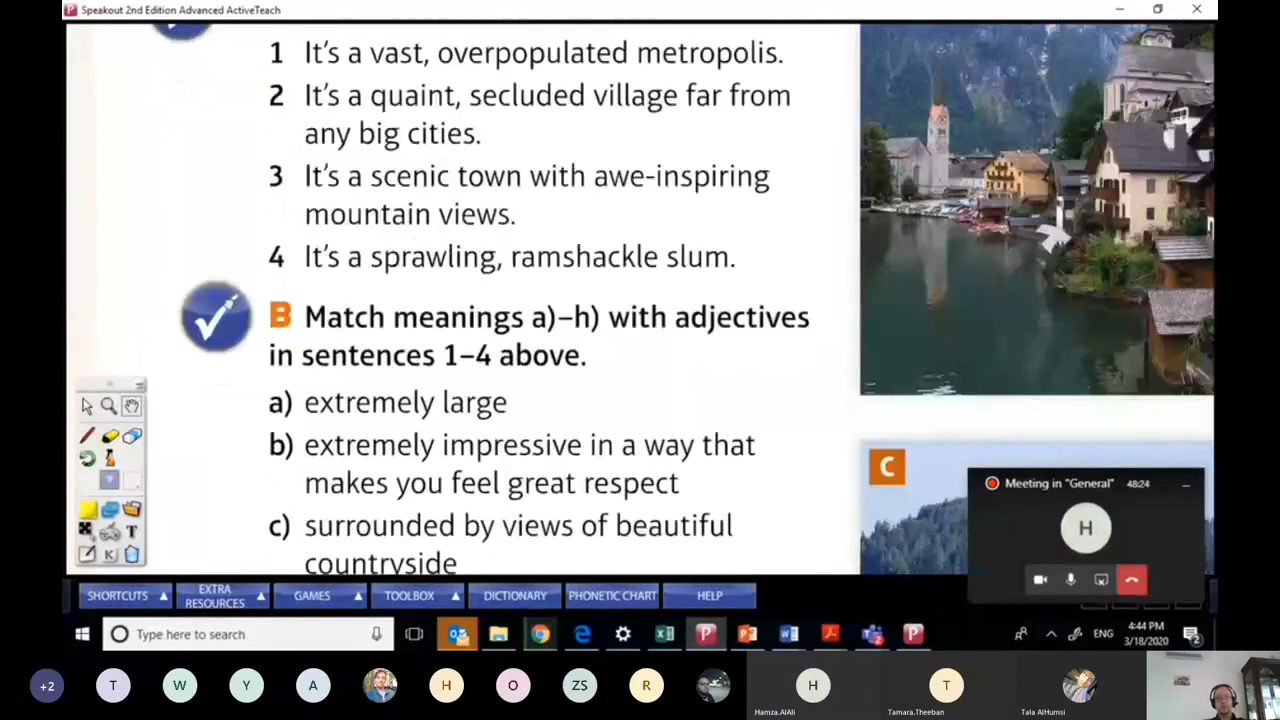 Speakout 2nd Edition Advanced ActiveTeach
1 It's a vast, overpopulated metropolis.
2 It's a quaint, secluded village far from
any big cities.
3 It's a scenic town with awe-inspiring
mountain views.
4 It's a sprawling, ramshackle slum.
B Match meanings a)–h) with adjectives
in sentences 1–4 above.
a) extremely large
b) extremely impressive in a way that
makes you feel great respect
c) surrounded by views of beautiful
countryside
C
Meeting in "General" 48:24
H
T
K
SHORTCUTS
EXTRA
RESOURCES
GAMES
TOOLBOX
DICTIONARY
PHONETIC CHART
HELP
Type here to search
ENG
4:44 PM
3/18/2020
2
+2
T
W
Y
A
H
O
ZS
R
H
T
Hamza.AlAli
Tamara.Theeban
Tala AlHumsi